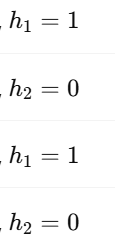 , h₁ = 1
, h₂ = 0
, h₁ = 1
, h₂ = 0